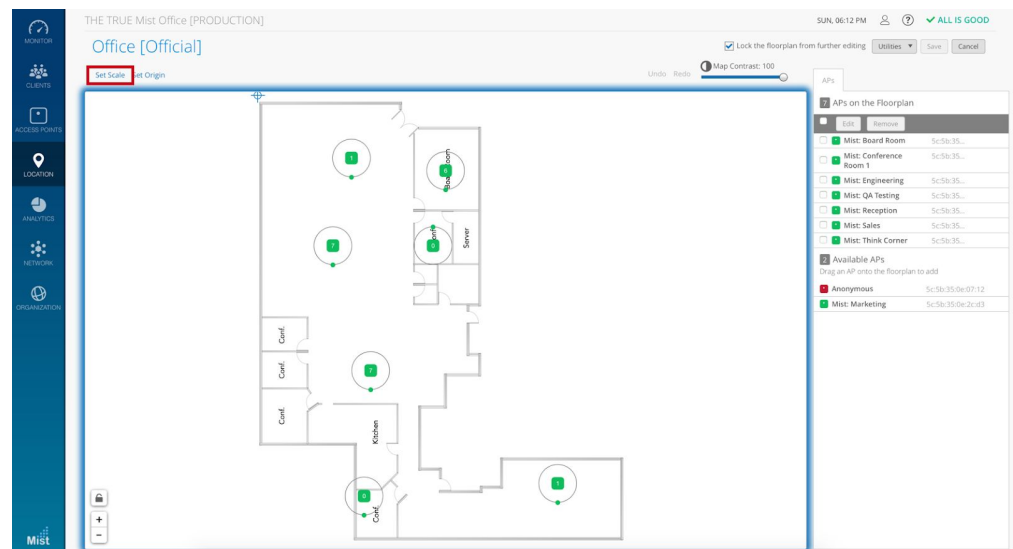 THE TRUE Mist Office [PRODUCTION]
SUN, 06:12 PM
?
✔ ALL IS GOOD
MONITOR
CLIENTS
ACCESS POINTS
LOCATION
ANALYTICS
NETWORK
ORGANIZATION
Mist
Office [Official]
Lock the floorplan from further editing
Utilities ▼
Save
Cancel
Set Scale
et Origin
Undo Redo
Map Contrast: 100
APs
7 APs on the Floorplan
Edit
Remove
Mist: Board Room 5c:5b:35...
Mist: Conference 5c:5b:35...
Room 1
Mist: Engineering 5c:5b:35...
Mist: QA Testing 5c:5b:35...
Mist: Reception 5c:5b:35...
Mist: Sales 5c:5b:35...
Mist: Think Corner 5c:5b:35...
2 Available APs
Drag an AP onto the floorplan to add
Anonymous 5c:5b:35:0e:07:12
Mist: Marketing 5c:5b:35:0e:2c:d3
1
6
7
0
Server
Conf.
Conf.
7
Conf.
Kitchen
0
Conf.
1
+
−